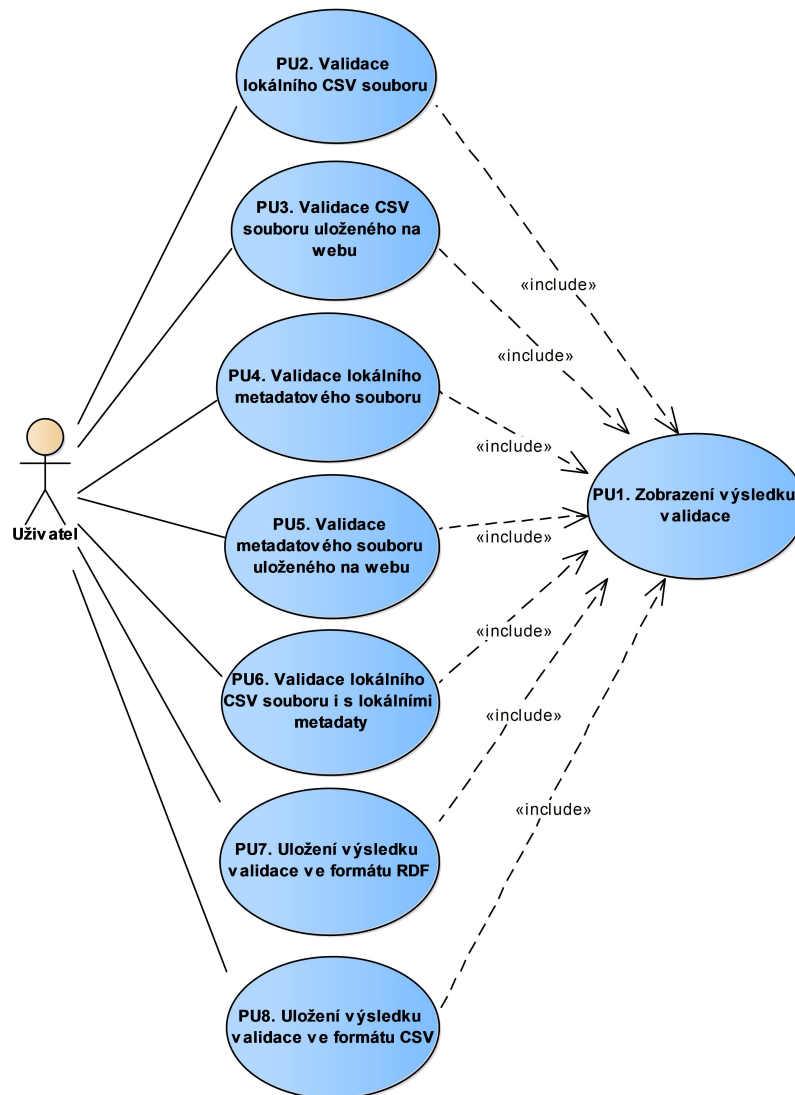 PU2. Validace
lokálního CSV souboru
PU3. Validace CSV
souboru uloženého na
webu
«include»
«include»
PU4. Validace lokálního
metadatového souboru
«include»
PU1. Zobrazení výsledku
validace
Uživatel
PU5. Validace
metadatového souboru
uloženého na webu
«include»
«include»
PU6. Validace lokálního
CSV souboru i s lokálními
metadaty
«include»
PU7. Uložení výsledku
validace ve formátu RDF
«include»
PU8. Uložení výsledku
validace ve formátu CSV